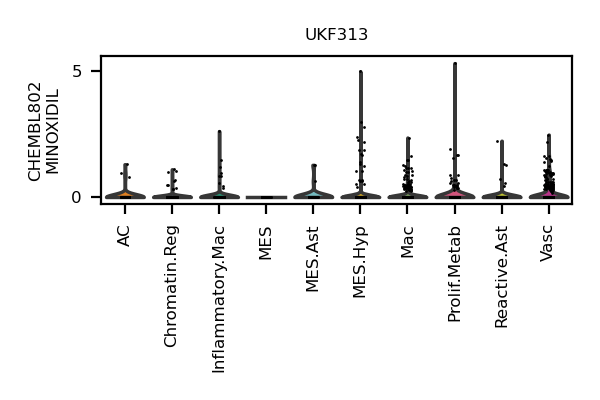 UKF313
CHEMBL802
MINOXIDIL
5
0
AC
Chromatin.Reg
Inflammatory.Mac
MES
MES.Ast
MES.Hyp
Mac
Prolif.Metab
Reactive.Ast
Vasc